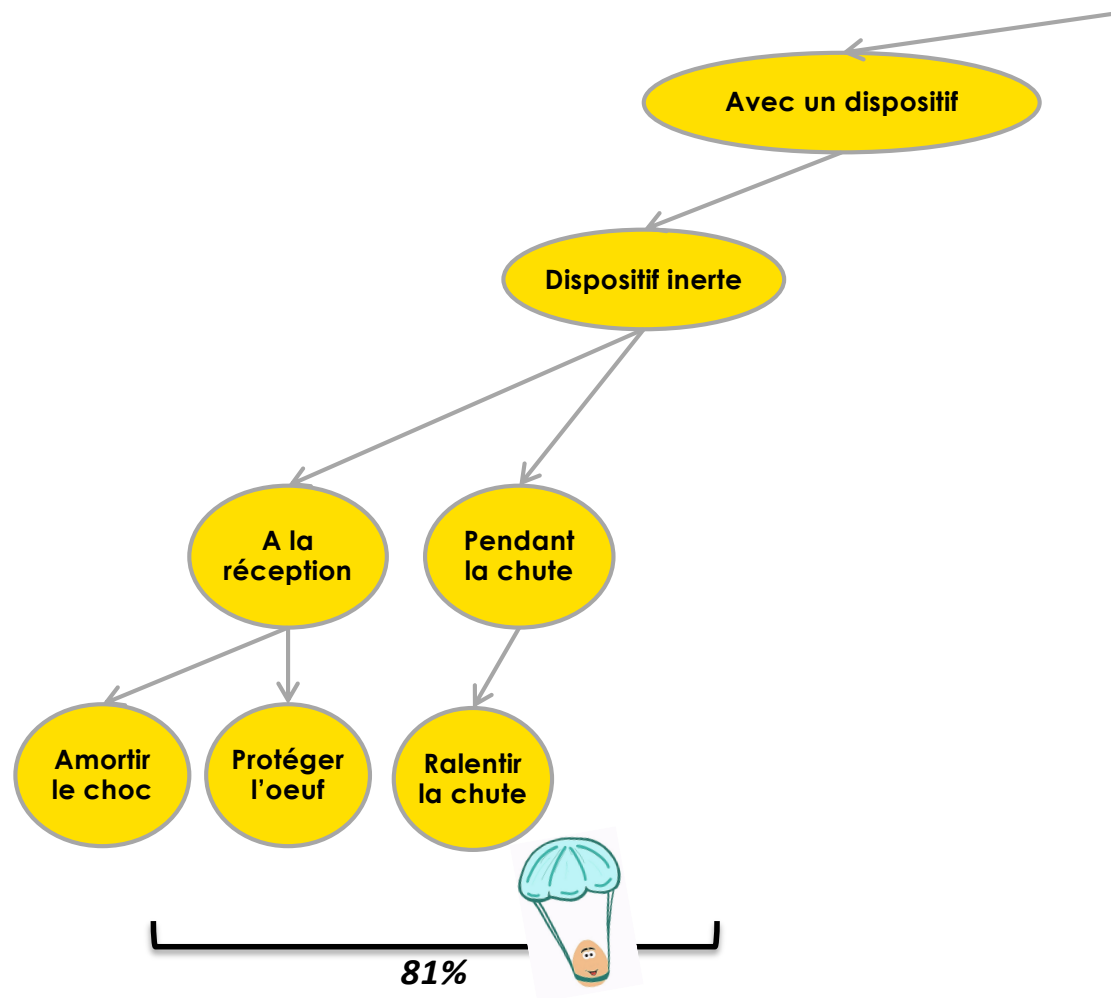 Avec un dispositif
Dispositif inerte
A la
réception
Pendant
la chute
Amortir
le choc
Protéger
l'oeuf
Ralentir
la chute
81%